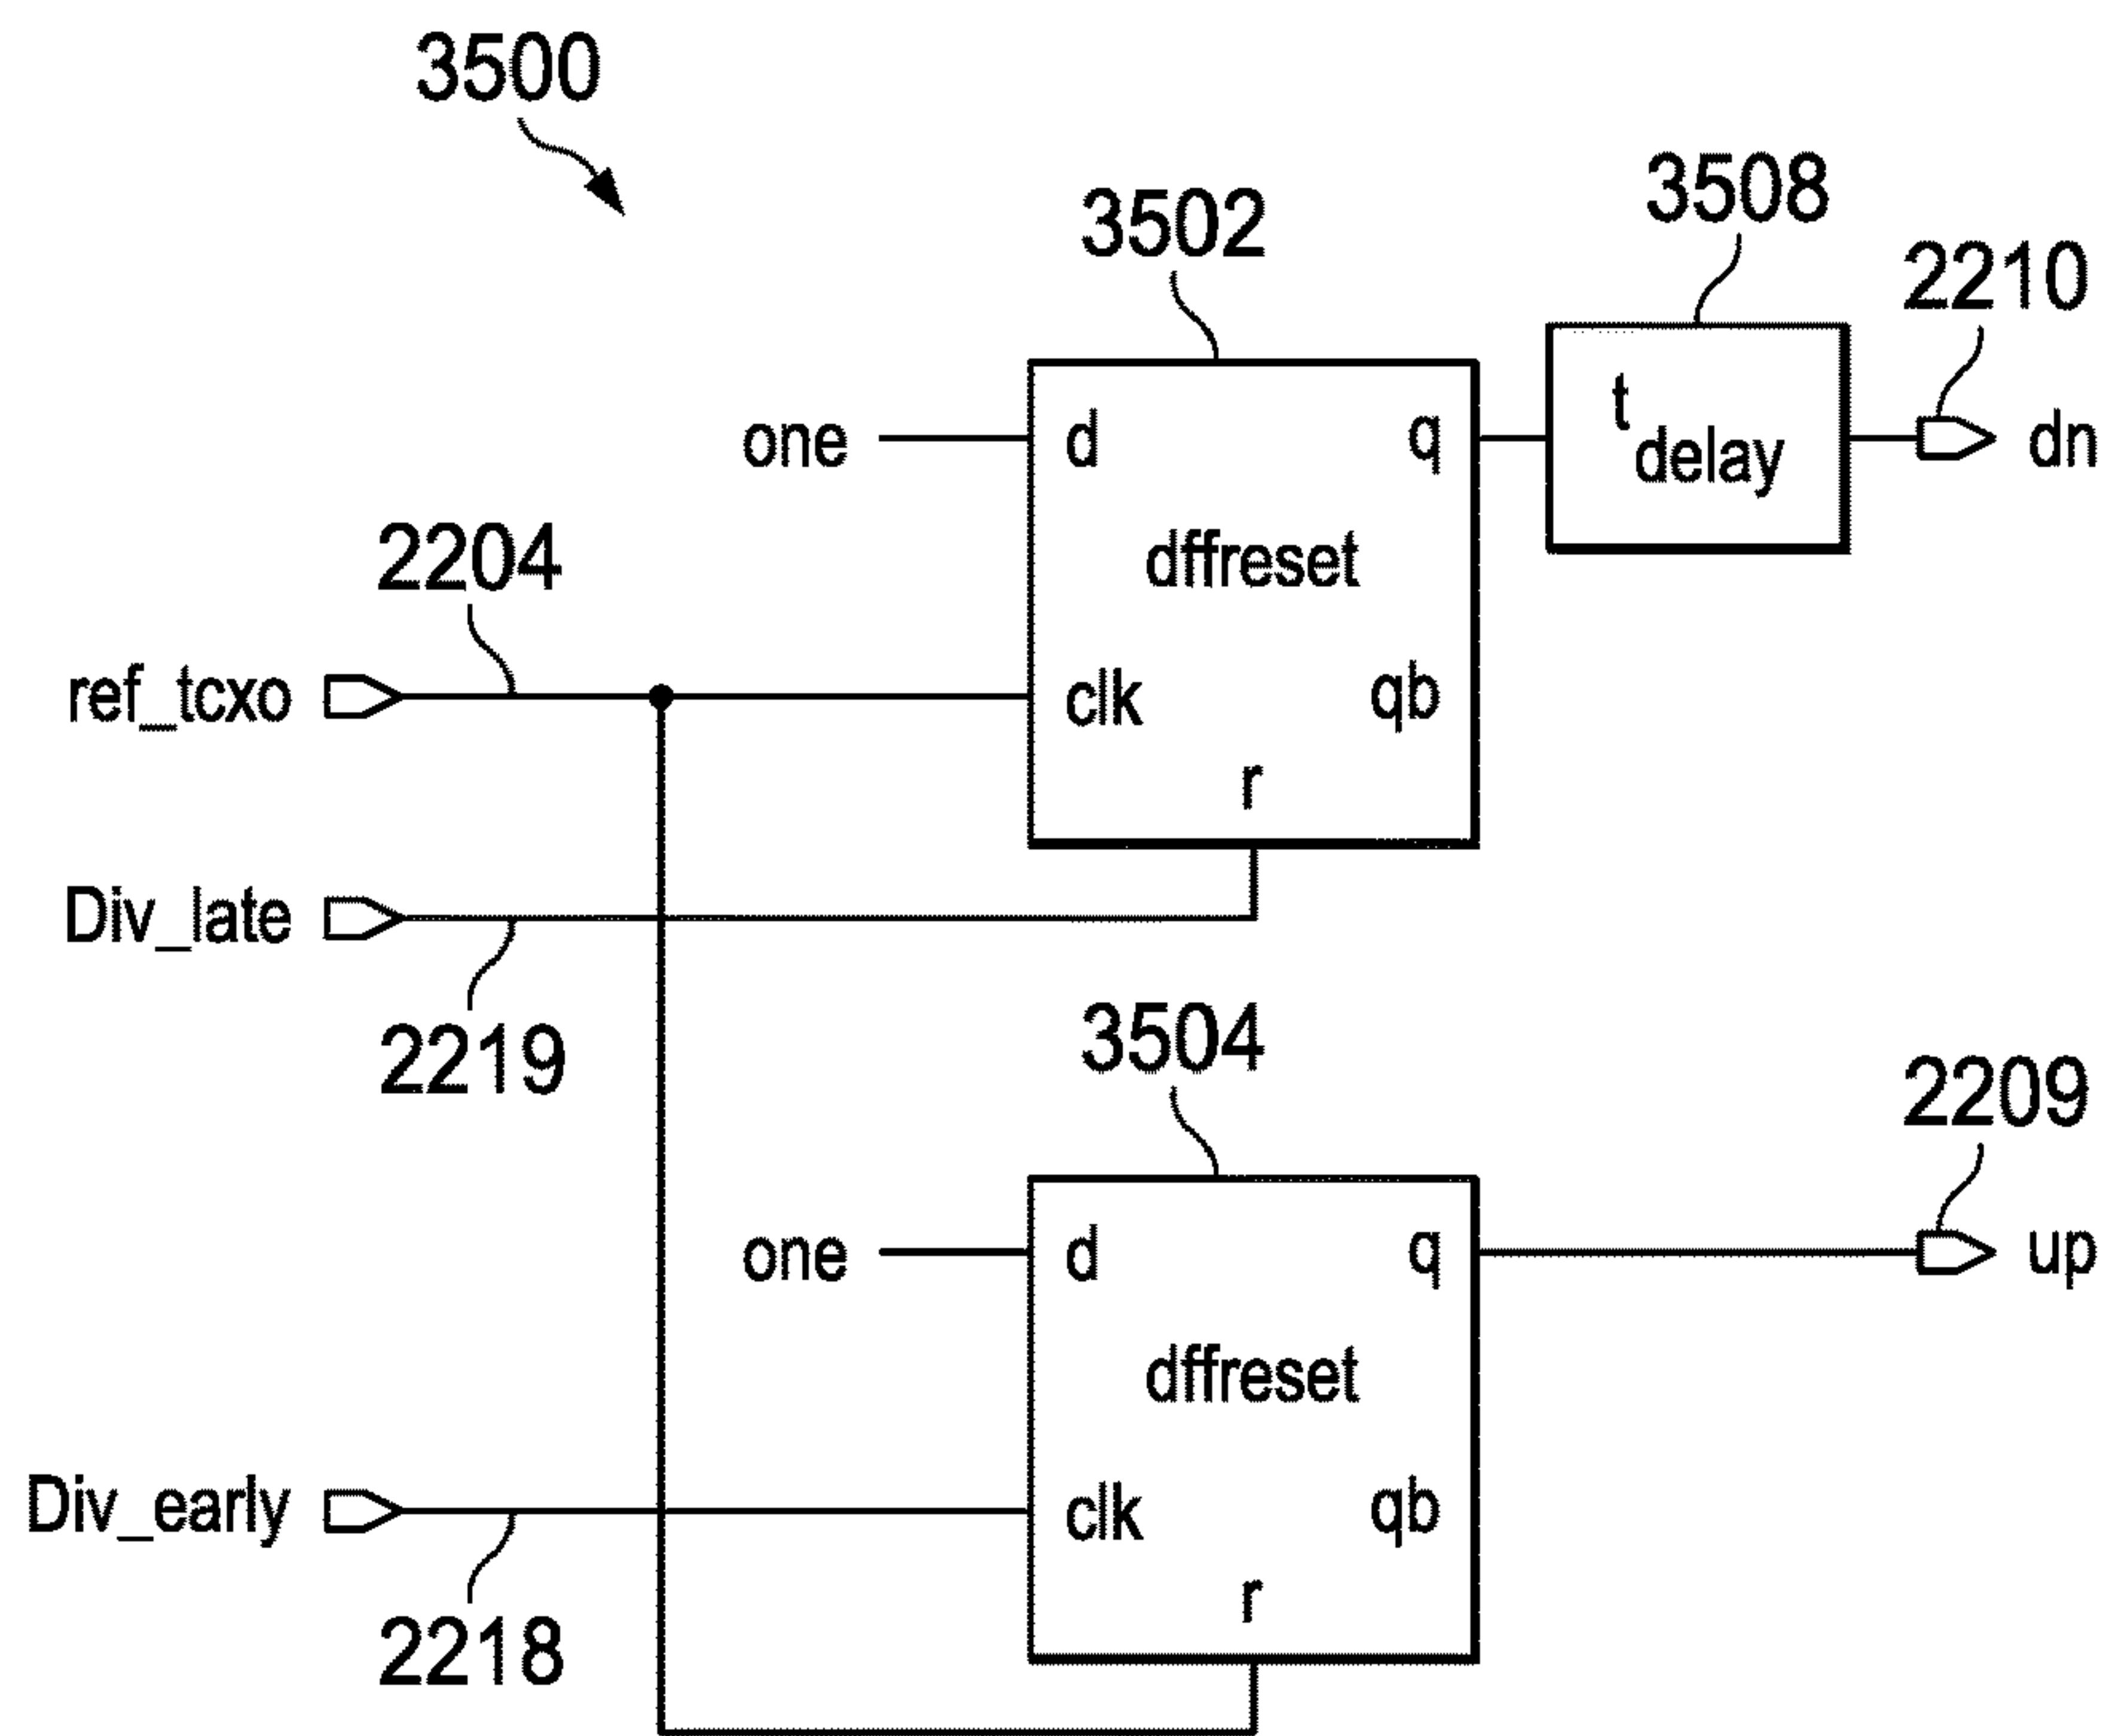 3500
3502
3508
2210
one
d
q
t
delay
dn
dffreset
2204
ref_tcxo
clk
qb
r
Div_late
2219
3504
2209
one
d
q
up
dffreset
Div_early
clk
qb
r
2218